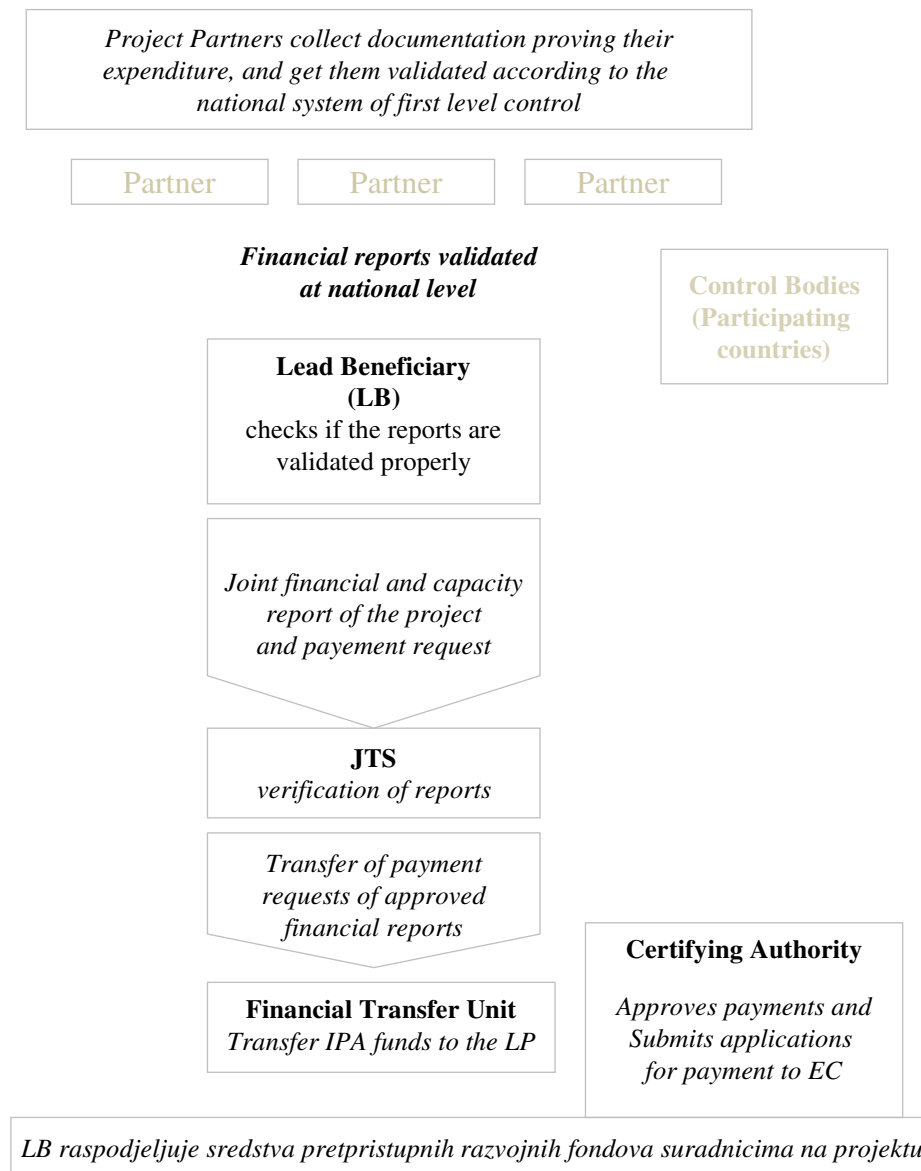 Project Partners collect documentation proving their
expenditure, and get them validated according to the
national system of first level control
Partner
Partner
Partner
Financial reports validated
at national level
Control Bodies
(Participating
countries)
Lead Beneficiary
(LB)
checks if the reports are
validated properly
Joint financial and capacity
report of the project
and payement request
JTS
verification of reports
Transfer of payment
requests of approved
financial reports
Certifying Authority
Approves payments and
Submits applications
for payment to EC
Financial Transfer Unit
Transfer IPA funds to the LP
LB raspodjeljuje sredstva pretpristupnih razvojnih fondova suradnicima na projektu